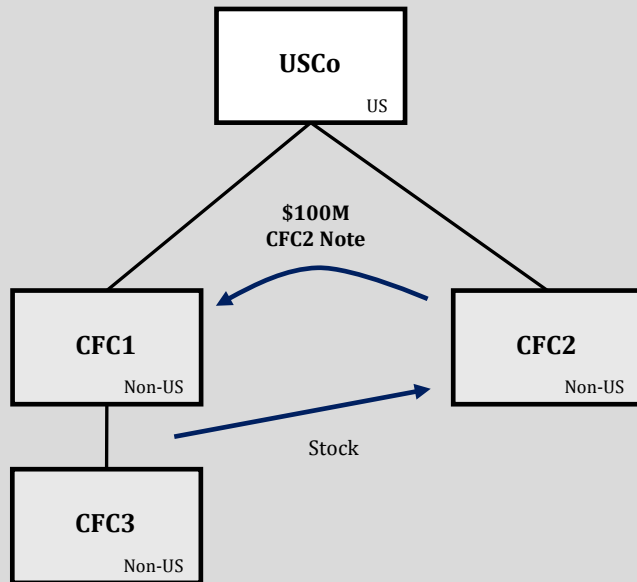 USCo
US
$100M
CFC2 Note
CFC1
Non-US
CFC2
Non-US
Stock
CFC3
Non-US